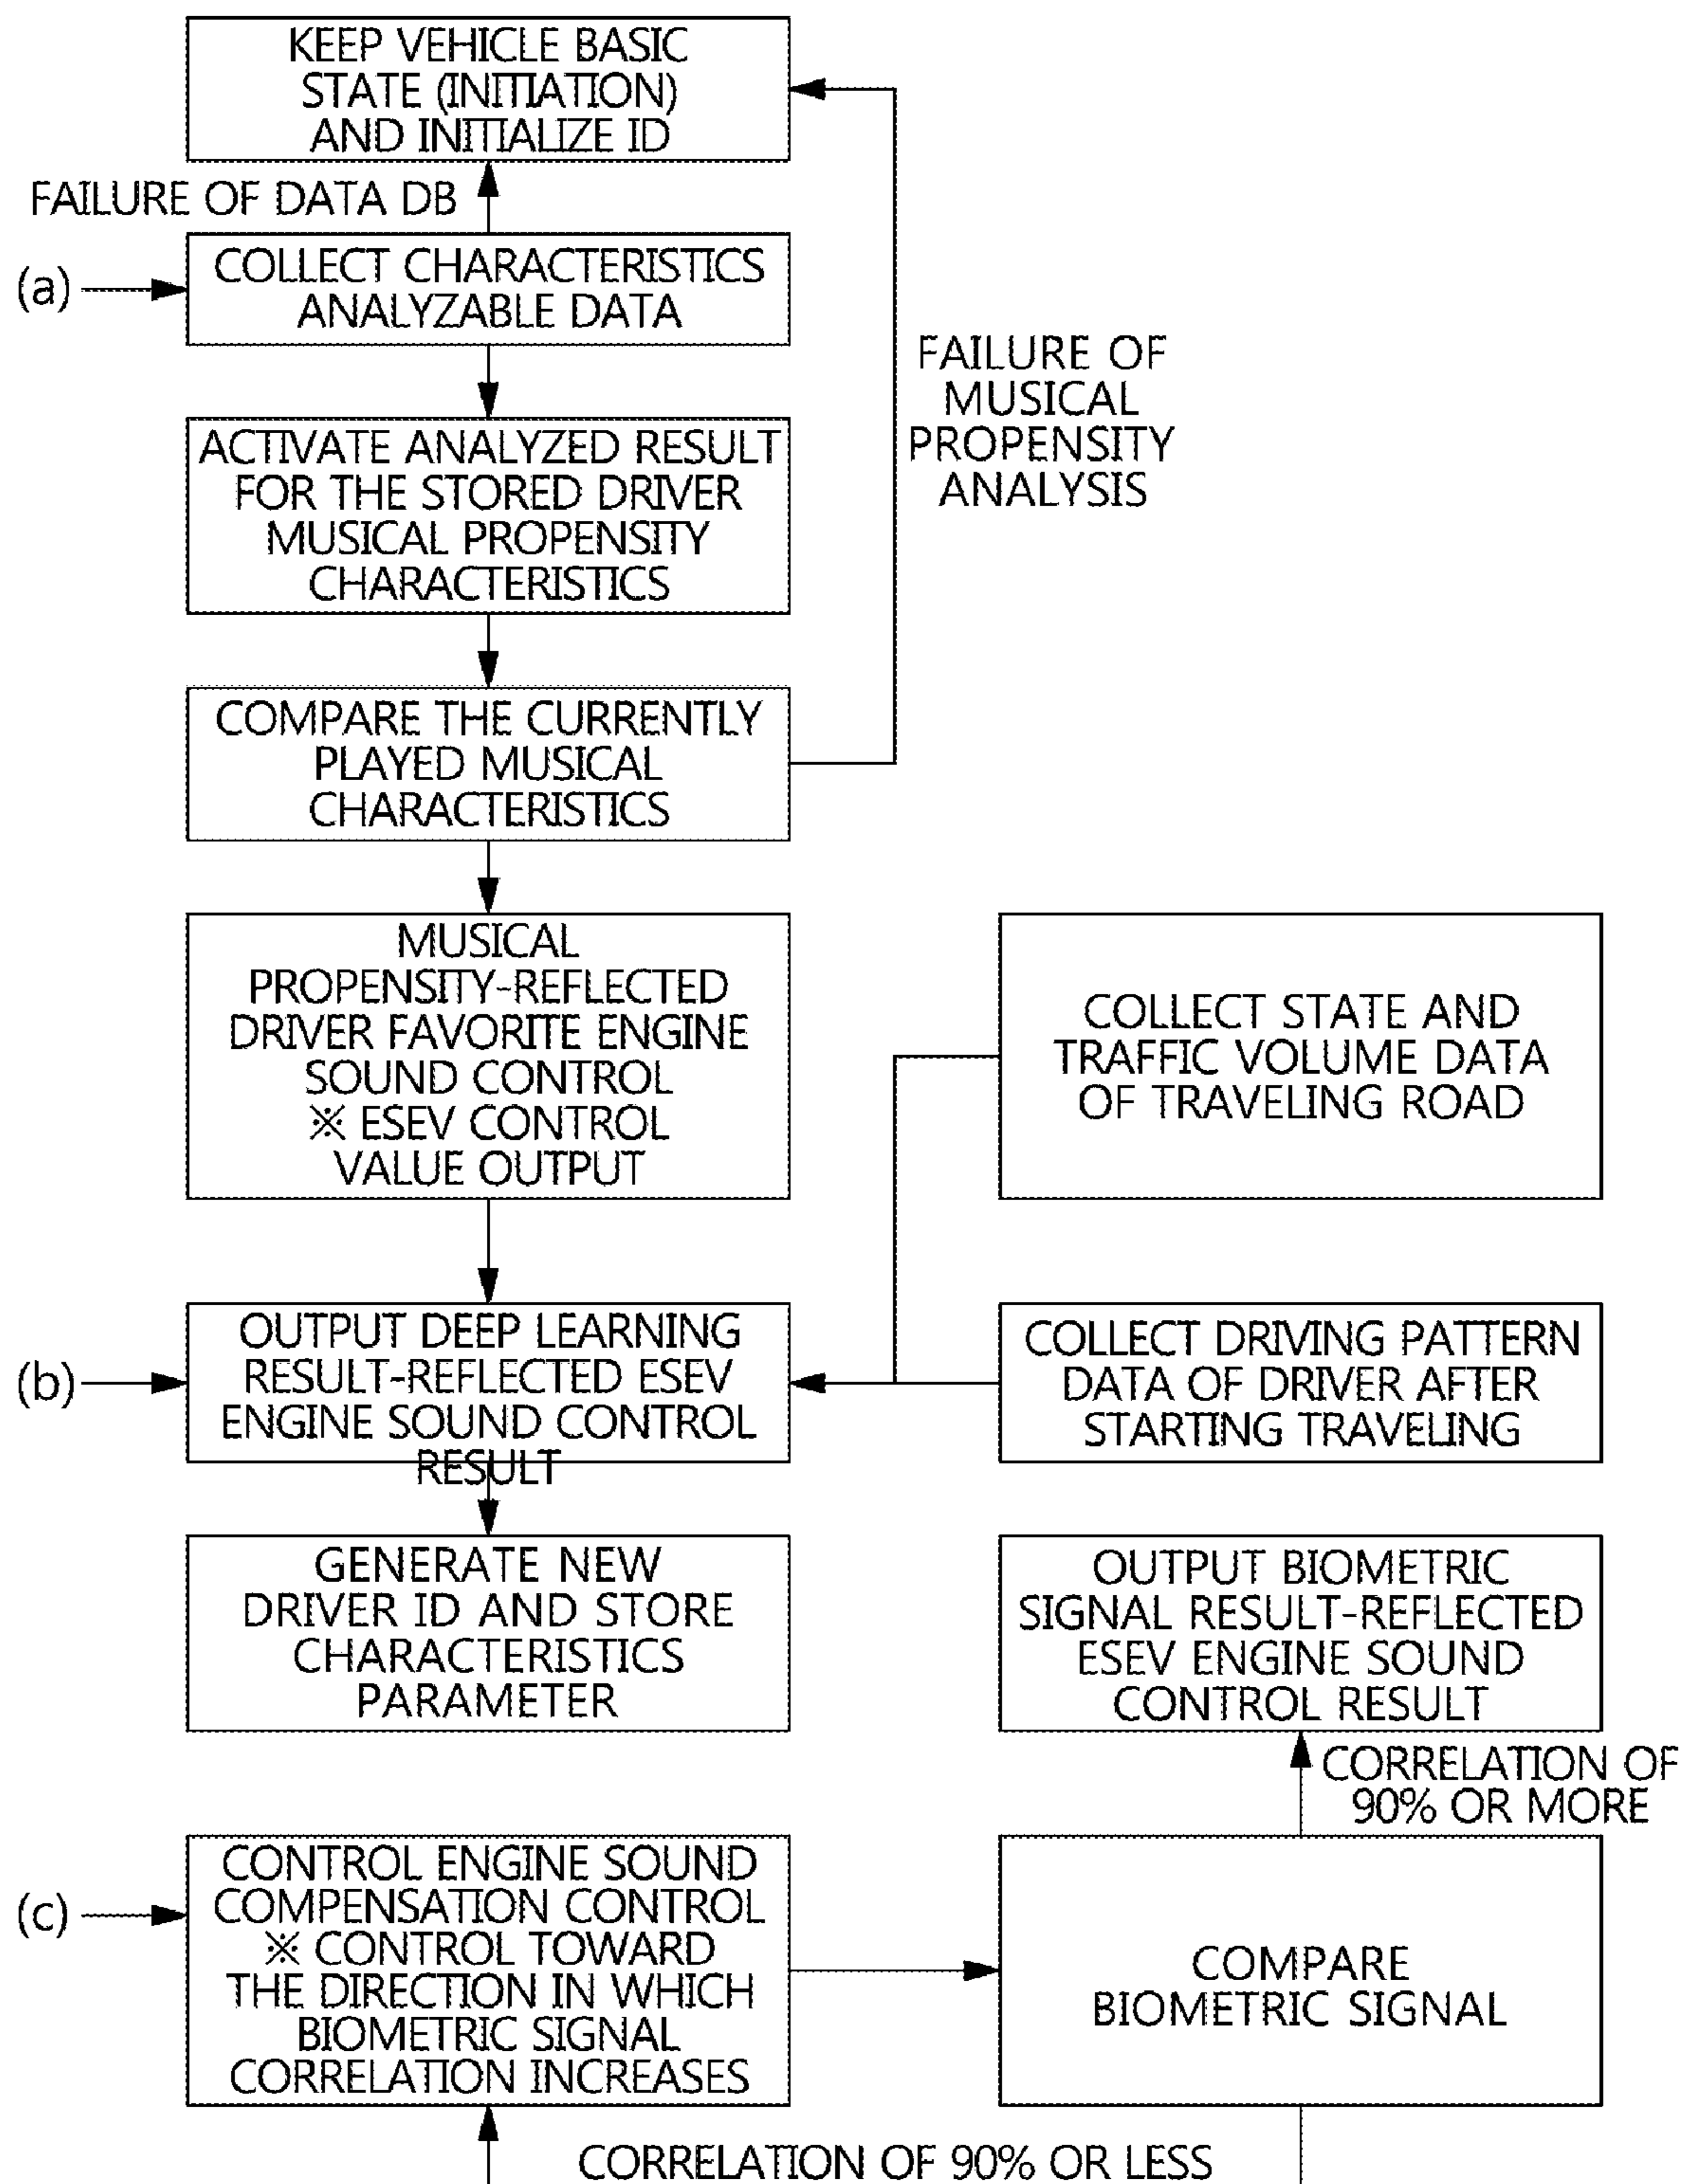 KEEP VEHICLE BASIC
STATE (INITIATION)
AND INITIALIZE ID
FAILURE OF DATA DB
(a)
COLLECT CHARACTERISTICS
ANALYZABLE DATA
FAILURE OF
MUSICAL
PROPENSITY
ANALYSIS
ACTIVATE ANALYZED RESULT
FOR THE STORED DRIVER
MUSICAL PROPENSITY
CHARACTERISTICS
COMPARE THE CURRENTLY
PLAYED MUSICAL
CHARACTERISTICS
MUSICAL
PROPENSITY-REFLECTED
DRIVER FAVORITE ENGINE
SOUND CONTROL
※ ESEV CONTROL
VALUE OUTPUT
COLLECT STATE AND
TRAFFIC VOLUME DATA
OF TRAVELING ROAD
(b)
OUTPUT DEEP LEARNING
RESULT-REFLECTED ESEV
ENGINE SOUND CONTROL
RESULT
COLLECT DRIVING PATTERN
DATA OF DRIVER AFTER
STARTING TRAVELING
GENERATE NEW
DRIVER ID AND STORE
CHARACTERISTICS
PARAMETER
OUTPUT BIOMETRIC
SIGNAL RESULT-REFLECTED
ESEV ENGINE SOUND
CONTROL RESULT
CORRELATION OF
90% OR MORE
(c)
CONTROL ENGINE SOUND
COMPENSATION CONTROL
※ CONTROL TOWARD
THE DIRECTION IN WHICH
BIOMETRIC SIGNAL
CORRELATION INCREASES
COMPARE
BIOMETRIC SIGNAL
CORRELATION OF 90% OR LESS